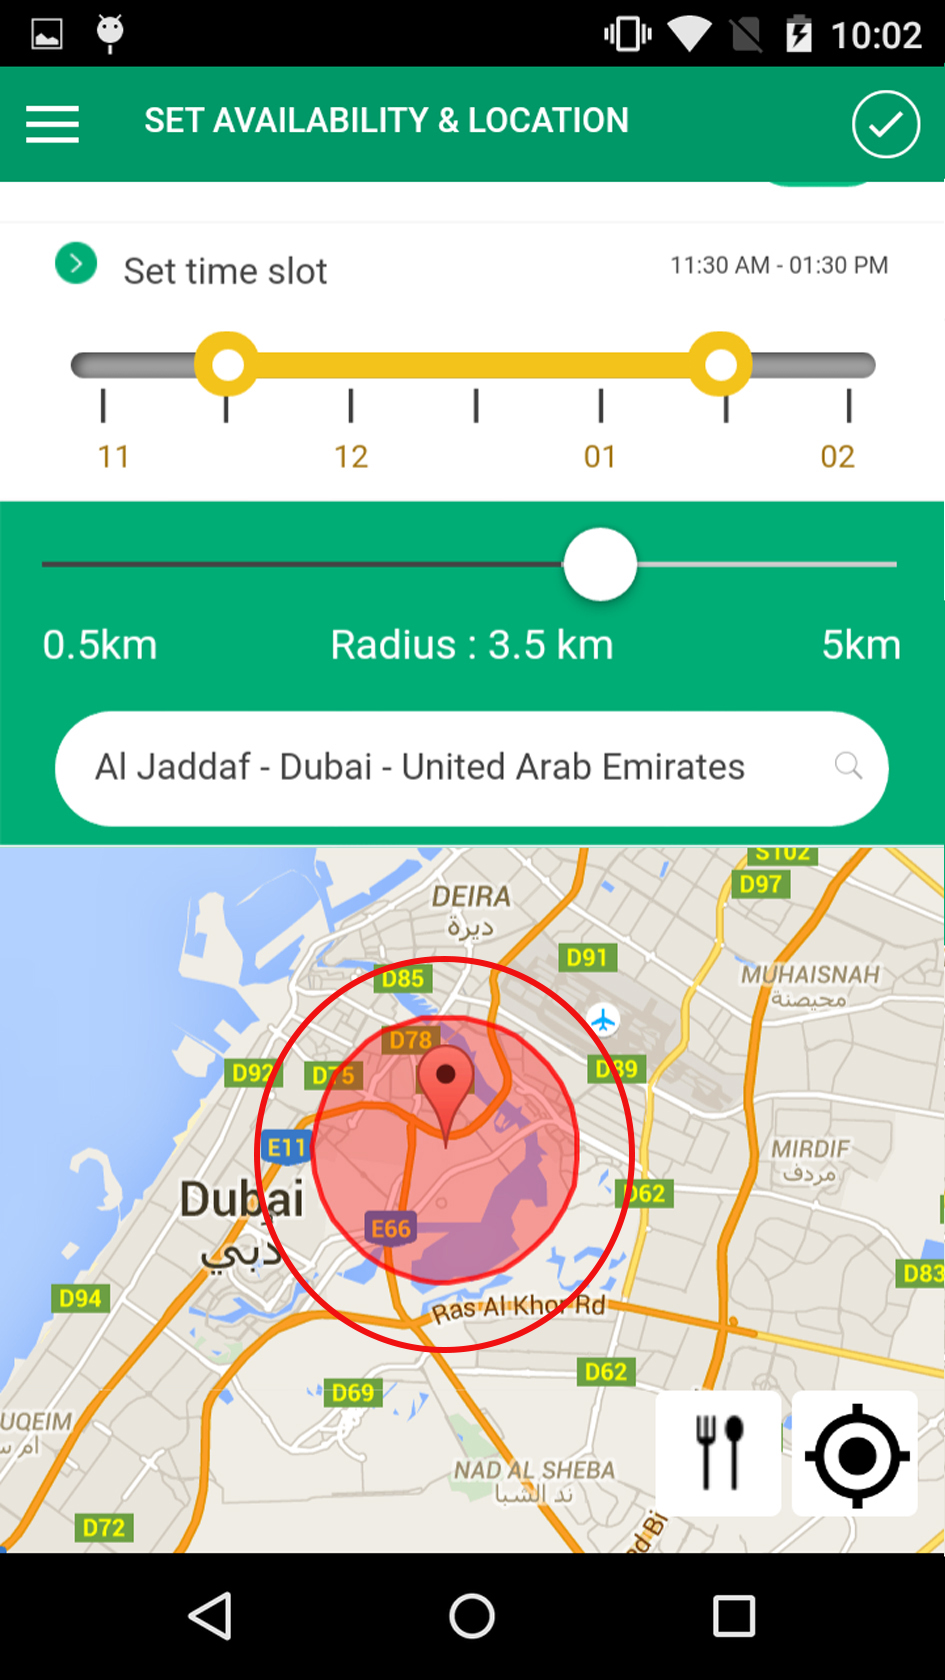 10:02
SET AVAILABILITY & LOCATION
Set time slot
11:30 AM - 01:30 PM
11 12 01 02
0.5km Radius : 3.5 km 5km
Al Jaddaf - Dubai - United Arab Emirates
S102
D97
DEIRA
ديرة
D91
D85
MUHAISNAH
محيصنة
D78
D92
D75
D89
E11
MIRDIF
مردف
Dubai
دبي
D62
E66
D83
D94
Ras Al Khor Rd
D62
D69
UQEIM
ام س
NAD AL SHEBA
ند الشبا
D72
ad Bi